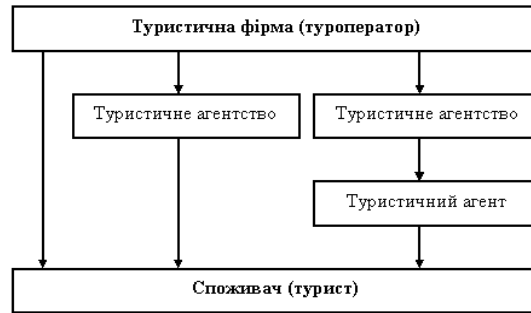 Туристична фірма (туроператор)
Туристичне агентство
Туристичне агентство
Туристичний агент
Споживач (турист)